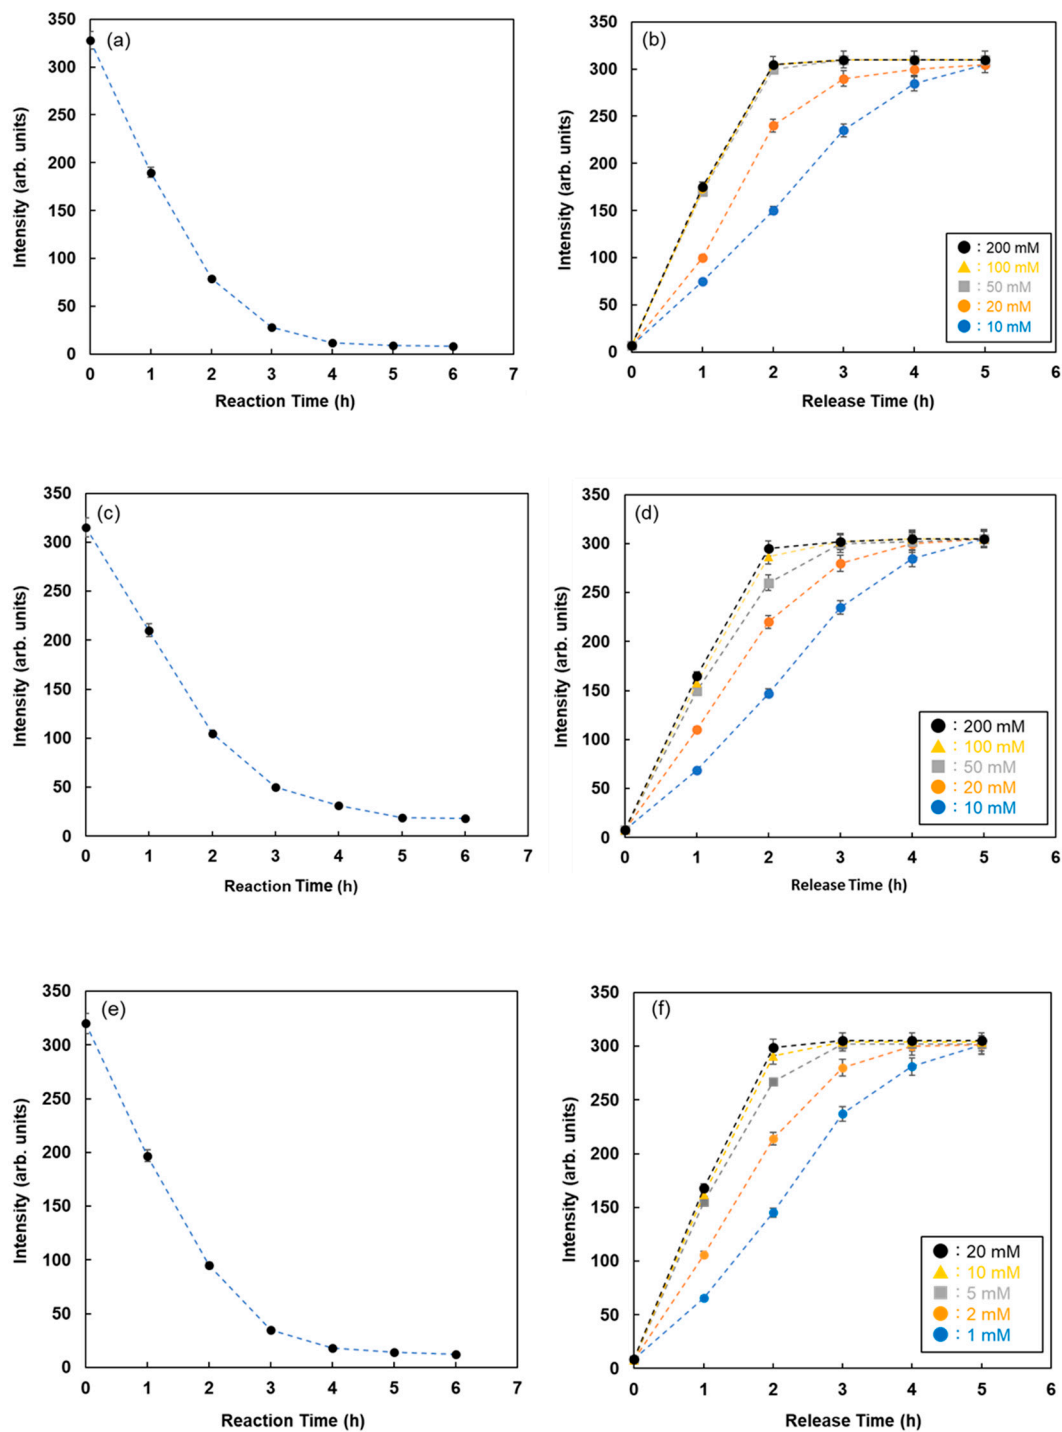 (a)
350
300
250
200
150
100
50
0
0 1 2 3 4 5 6 7
Intensity (arb. units)
Reaction Time (h)
(b)
350
300
250
200
150
100
50
0
0 1 2 3 4 5 6
Intensity (arb. units)
Release Time (h)
: 200 mM
: 100 mM
: 50 mM
: 20 mM
: 10 mM
(c)
350
300
250
200
150
100
50
0
0 1 2 3 4 5 6 7
Intensity (arb. units)
Reaction Time (h)
(d)
350
300
250
200
150
100
50
0
0 1 2 3 4 5 6
Intensity (arb. units)
Release Time (h)
: 200 mM
: 100 mM
: 50 mM
: 20 mM
: 10 mM
(e)
350
300
250
200
150
100
50
0
0 1 2 3 4 5 6 7
Intensity (arb. units)
Reaction Time (h)
(f)
350
300
250
200
150
100
50
0
0 1 2 3 4 5 6
Intensity (arb. units)
Release Time (h)
: 20 mM
: 10 mM
: 5 mM
: 2 mM
: 1 mM